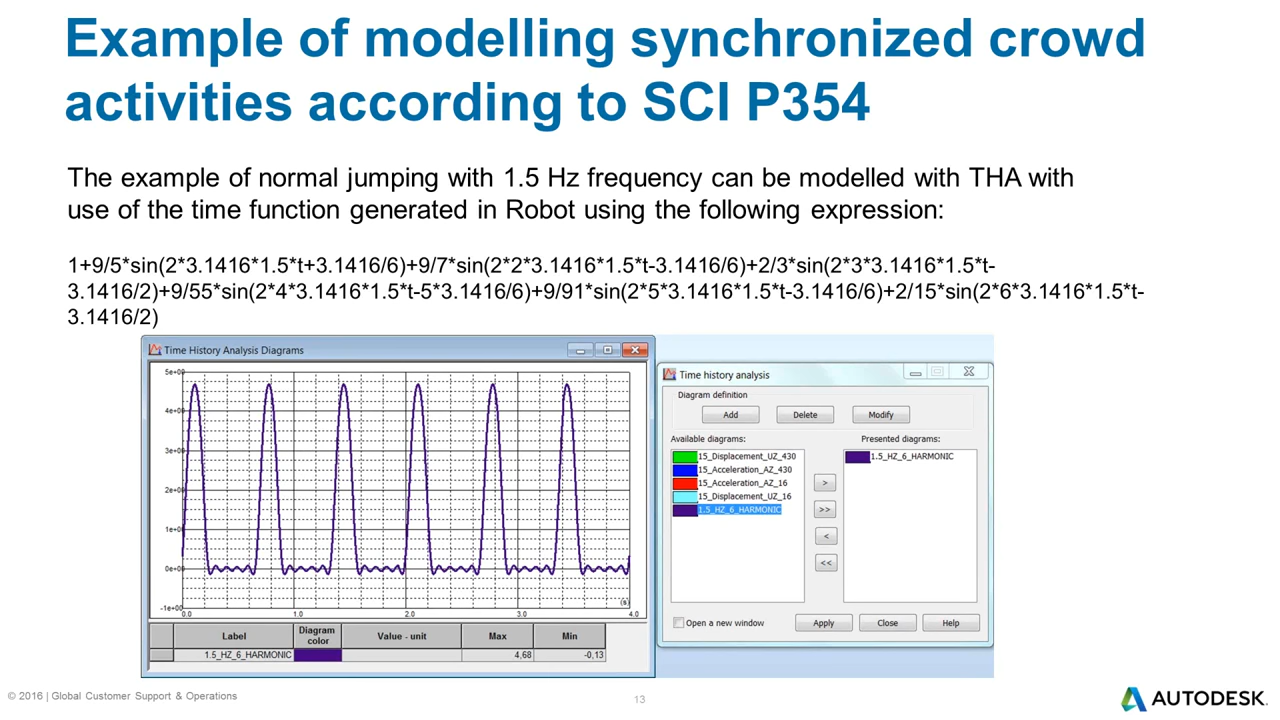 Example of modelling synchronized crowd
activities according to SCI P354
The example of normal jumping with 1.5 Hz frequency can be modelled with THA with
use of the time function generated in Robot using the following expression:
1+9/5*sin(2*3.1416*1.5*t+3.1416/6)+9/7*sin(2*2*3.1416*1.5*t-3.1416/6)+2/3*sin(2*3*3.1416*1.5*t-
3.1416/2)+9/55*sin(2*4*3.1416*1.5*t-5*3.1416/6)+9/91*sin(2*5*3.1416*1.5*t-3.1416/6)+2/15*sin(2*6*3.1416*1.5*t-
3.1416/2)
Time History Analysis Diagrams
5e+00
4e+00
3e+00
2e+00
1e+00
0e+00
-1e+00
0.0 1.0 2.0 3.0 4.0
(s)
Label Diagram color Value - unit Max Min
1.5_HZ_6_HARMONIC 4,68 -0,13
Time history analysis
Diagram definition
Add Delete Modify
Available diagrams: Presented diagrams:
15_Displacement_UZ_430 1.5_HZ_6_HARMONIC
15_Acceleration_AZ_430
15_Acceleration_AZ_16
15_Displacement_UZ_16
1.5_HZ_6_HARMONIC
>
>>
<
<<
Open a new window Apply Close Help
© 2016 | Global Customer Support & Operations
13
AUTODESK.